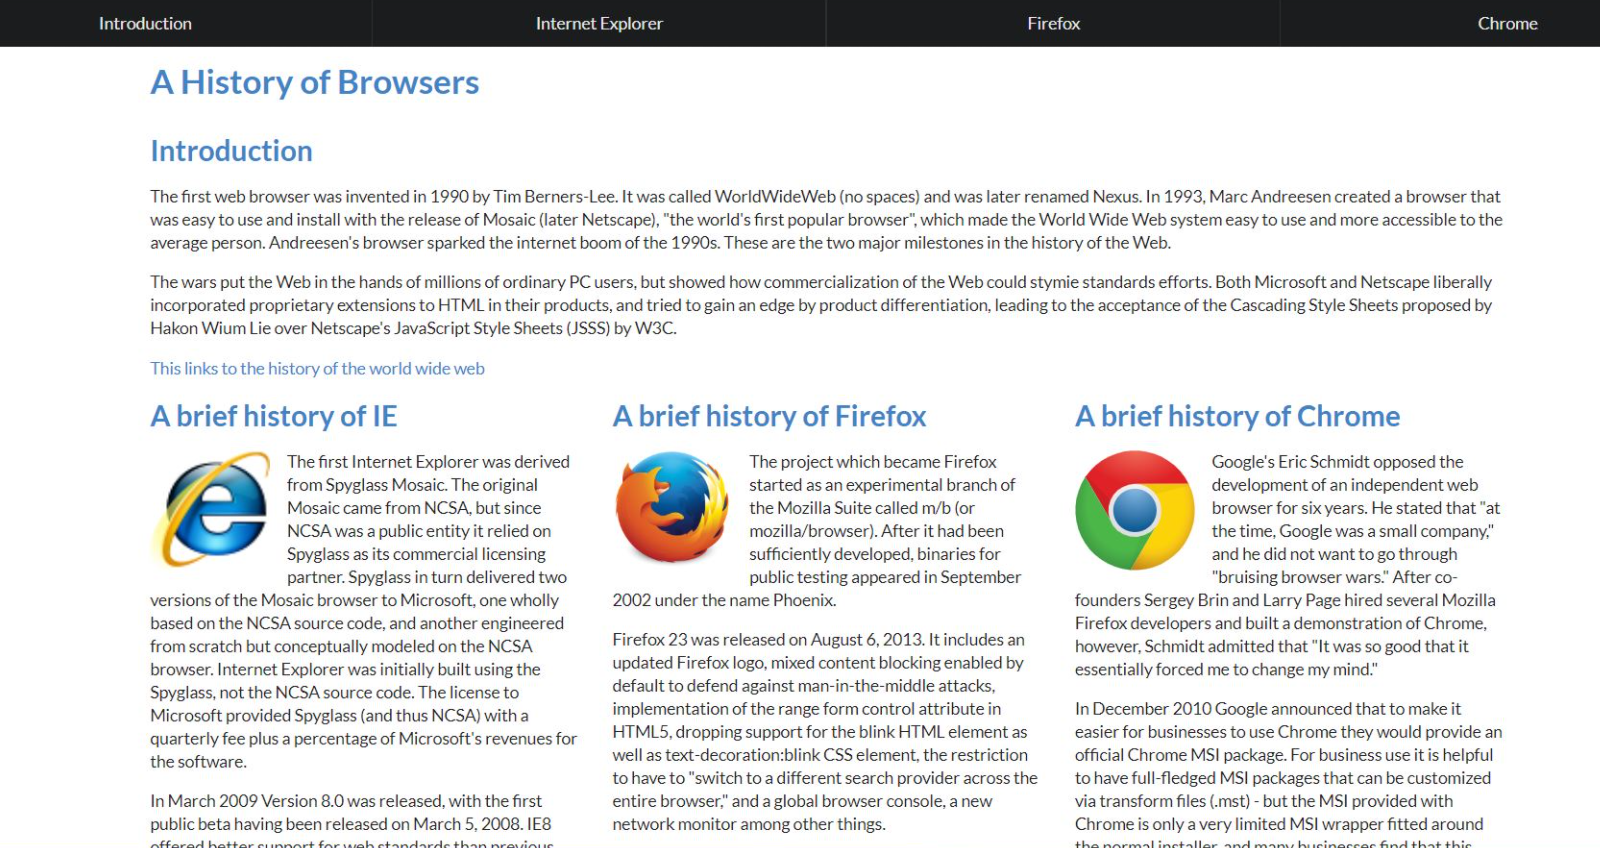 Introduction
Internet Explorer
Firefox
Chrome
A History of Browsers
Introduction
The first web browser was invented in 1990 by Tim Berners-Lee. It was called WorldWideWeb (no spaces) and was later renamed Nexus. In 1993, Marc Andreesen created a browser that
was easy to use and install with the release of Mosaic (later Netscape), "the world's first popular browser", which made the World Wide Web system easy to use and more accessible to the
average person. Andreesen's browser sparked the internet boom of the 1990s. These are the two major milestones in the history of the Web.
The wars put the Web in the hands of millions of ordinary PC users, but showed how commercialization of the Web could stymie standards efforts. Both Microsoft and Netscape liberally
incorporated proprietary extensions to HTML in their products, and tried to gain an edge by product differentiation, leading to the acceptance of the Cascading Style Sheets proposed by
Hakon Wium Lie over Netscape's JavaScript Style Sheets (JSSS) by W3C.
This links to the history of the world wide web
A brief history of IE
The first Internet Explorer was derived
from Spyglass Mosaic. The original
Mosaic came from NCSA, but since
NCSA was a public entity it relied on
Spyglass as its commercial licensing
partner. Spyglass in turn delivered two
versions of the Mosaic browser to Microsoft, one wholly
based on the NCSA source code, and another engineered
from scratch but conceptually modeled on the NCSA
browser. Internet Explorer was initially built using the
Spyglass, not the NCSA source code. The license to
Microsoft provided Spyglass (and thus NCSA) with a
quarterly fee plus a percentage of Microsoft's revenues for
the software.
In March 2009 Version 8.0 was released, with the first
public beta having been released on March 5, 2008. IE8
offered better support for web standards than previous
A brief history of Firefox
The project which became Firefox
started as an experimental branch of
the Mozilla Suite called m/b (or
mozilla/browser). After it had been
sufficiently developed, binaries for
public testing appeared in September
2002 under the name Phoenix.
Firefox 23 was released on August 6, 2013. It includes an
updated Firefox logo, mixed content blocking enabled by
default to defend against man-in-the-middle attacks,
implementation of the range form control attribute in
HTML5, dropping support for the blink HTML element as
well as text-decoration:blink CSS element, the restriction
to have to "switch to a different search provider across the
entire browser," and a global browser console, a new
network monitor among other things.
A brief history of Chrome
Google's Eric Schmidt opposed the
development of an independent web
browser for six years. He stated that "at
the time, Google was a small company,"
and he did not want to go through
"bruising browser wars." After co-
founders Sergey Brin and Larry Page hired several Mozilla
Firefox developers and built a demonstration of Chrome,
however, Schmidt admitted that "It was so good that it
essentially forced me to change my mind."
In December 2010 Google announced that to make it
easier for businesses to use Chrome they would provide an
official Chrome MSI package. For business use it is helpful
to have full-fledged MSI packages that can be customized
via transform files (.mst) - but the MSI provided with
Chrome is only a very limited MSI wrapper fitted around
the normal installer, and many businesses find that this